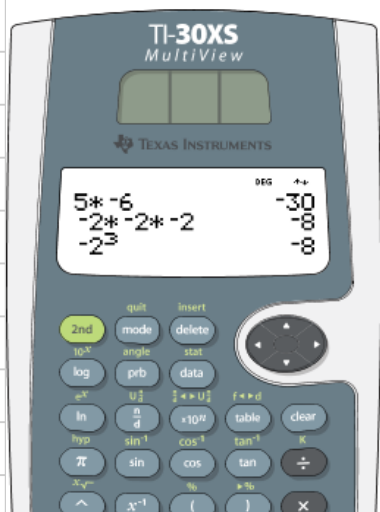 TI-30XS
MultiView
TEXAS INSTRUMENTS
DEG
5* -6 -30
-2* -2* -2 -8
-2³ -8
quit insert
2nd mode delete
10ˣ angle stat
log prb data
eˣ f◄►d
ln n/d ×10ⁿ table clear
hyp sin⁻¹ cos⁻¹ tan⁻¹ K
π sin cos tan ÷
ˣ√ % ►%
^ x⁻¹ ( ) ×